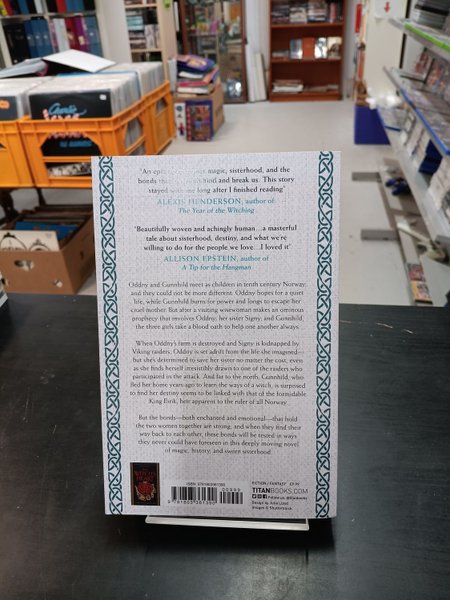 'An epic magic, sisterhood, and the
bonds that bind and break us. This story
stayed with me long after I finished reading'
ALEXIS HENDERSON, author of
The Year of the Witching
'Beautifully woven and achingly human...a masterful
tale about sisterhood, destiny, and what we're
willing to do for the people we love...I loved it'
ALLISON EPSTEIN, author of
A Tip for the Hangman
Oddny and Gunnhild meet as children in tenth century Norway,
and they could not be more different: Oddny hopes for a quiet
life, while Gunnhild burns for power and longs to escape her
cruel mother. But after a visiting wisewoman makes an ominous
prophecy that involves Oddny, her sister Signy, and Gunnhild,
the three girls take a blood oath to help one another always.
When Oddny's farm is destroyed and Signy is kidnapped by
Viking raiders, Oddny is set adrift from the life she imagined—
but she's determined to save her sister no matter the cost, even
as she finds herself irresistibly drawn to one of the raiders who
participated in the attack. And far to the north, Gunnhild, who
fled her home years ago to learn the ways of a witch, is surprised
to find her destiny seems to be linked with that of the formidable
King Eirik, heir apparent to the ruler of all Norway.
But the bonds—both enchanted and emotional—that hold
the two women together are strong, and when they find their
way back to each other, these bonds will be tested in ways
they never could have foreseen in this deeply moving novel
of magic, history, and sworn sisterhood.
FICTION / FANTASY
TITANBOOKS.COM